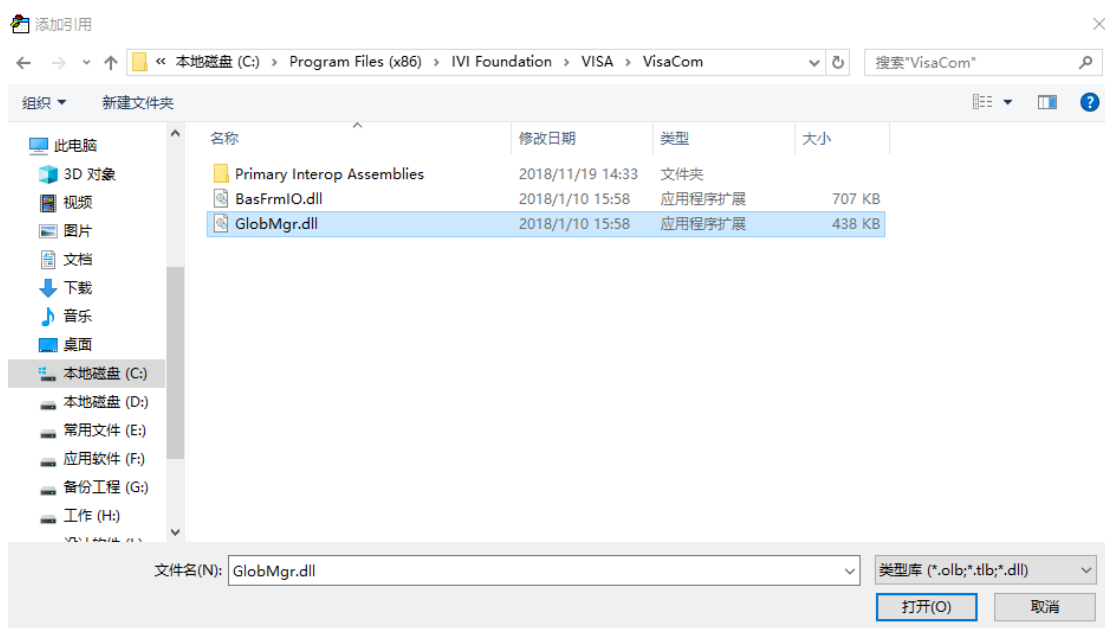 添加引用
« 本地磁盘 (C:) › Program Files (x86) › IVI Foundation › VISA › VisaCom
搜索"VisaCom"
组织 新建文件夹
名称 修改日期 类型 大小
Primary Interop Assemblies 2018/11/19 14:33 文件夹
BasFrmIO.dll 2018/1/10 15:58 应用程序扩展 707 KB
GlobMgr.dll 2018/1/10 15:58 应用程序扩展 438 KB
此电脑
3D 对象
视频
图片
文档
下载
音乐
桌面
本地磁盘 (C:)
本地磁盘 (D:)
常用文件 (E:)
应用软件 (F:)
备份工程 (G:)
工作 (H:)
文件名(N): GlobMgr.dll
类型库 (*.olb;*.tlb;*.dll)
打开(O) 取消